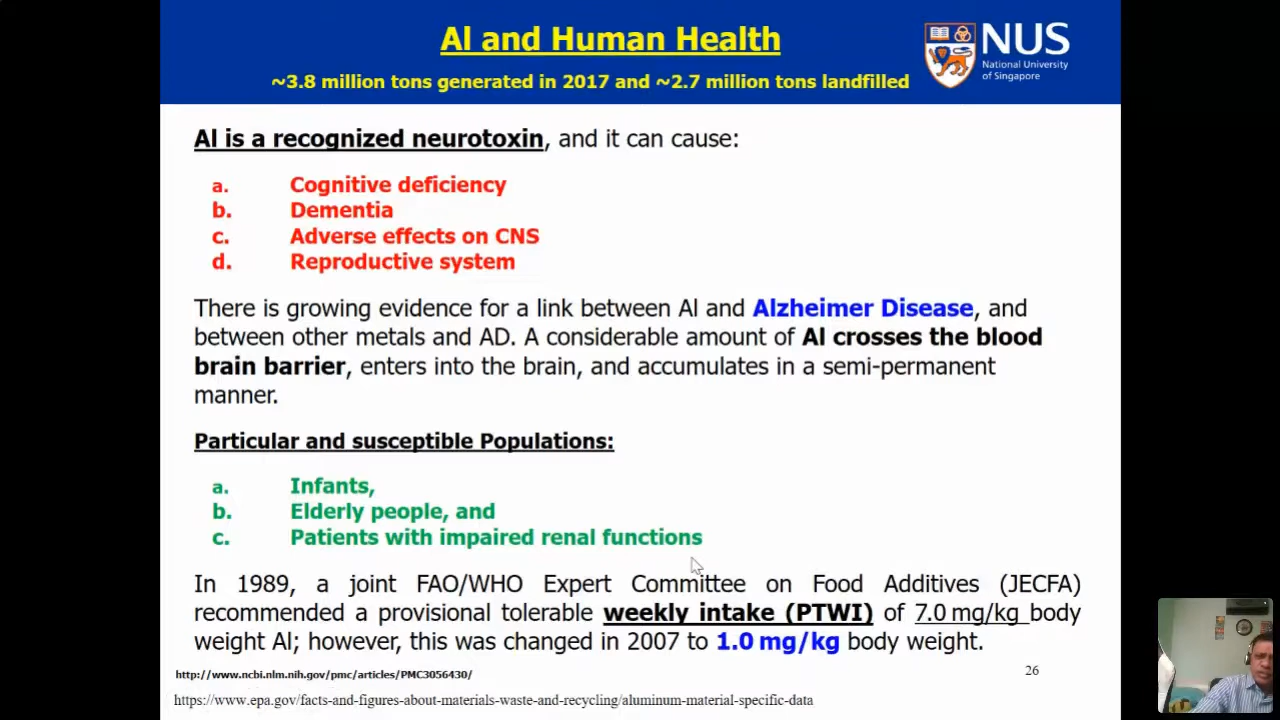 Al and Human Health
~3.8 million tons generated in 2017 and ~2.7 million tons landfilled
NUS
National University
of Singapore
Al is a recognized neurotoxin, and it can cause:
a. Cognitive deficiency
b. Dementia
c. Adverse effects on CNS
d. Reproductive system
There is growing evidence for a link between Al and Alzheimer Disease, and
between other metals and AD. A considerable amount of Al crosses the blood
brain barrier, enters into the brain, and accumulates in a semi-permanent
manner.
Particular and susceptible Populations:
a. Infants,
b. Elderly people, and
c. Patients with impaired renal functions
In 1989, a joint FAO/WHO Expert Committee on Food Additives (JECFA)
recommended a provisional tolerable weekly intake (PTWI) of 7.0 mg/kg body
weight Al; however, this was changed in 2007 to 1.0 mg/kg body weight.
http://www.ncbi.nlm.nih.gov/pmc/articles/PMC3056430/
26
https://www.epa.gov/facts-and-figures-about-materials-waste-and-recycling/aluminum-material-specific-data